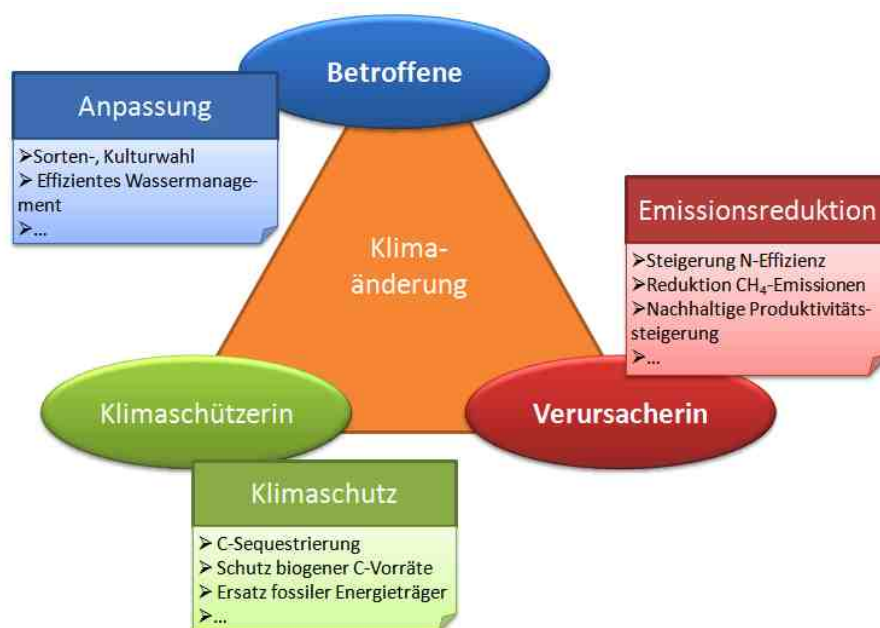 Betroffene
Anpassung
➢Sorten-, Kulturwahl
➢ Effizientes Wassermanage-
ment
➢...
Klima-
änderung
Emissionsreduktion
➢Steigerung N-Effizienz
➢Reduktion CH₄-Emissionen
➢Nachhaltige Produktivitäts-
steigerung
➢...
Klimaschützerin
Verursacherin
Klimaschutz
➢ C-Sequestrierung
➢ Schutz biogener C-Vorräte
➢ Ersatz fossiler Energieträger
➢...